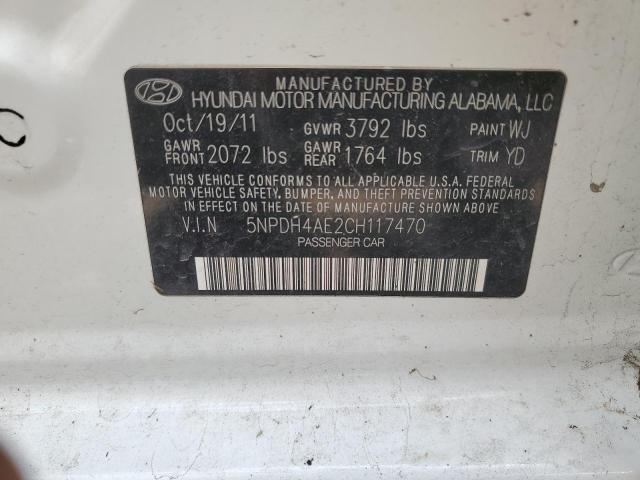 MANUFACTURED BY
HYUNDAI MOTOR MANUFACTURING ALABAMA, LLC
Oct/19/11 GVWR 3792 lbs PAINT WJ
GAWR FRONT 2072 lbs GAWR REAR 1764 lbs TRIM YD
THIS VEHICLE CONFORMS TO ALL APPLICABLE U.S.A. FEDERAL
MOTOR VEHICLE SAFETY, BUMPER, AND THEFT PREVENTION STANDARDS
IN EFFECT ON THE DATE OF MANUFACTURE SHOWN ABOVE.
V.I.N 5NPDH4AE2CH117470
PASSENGER CAR